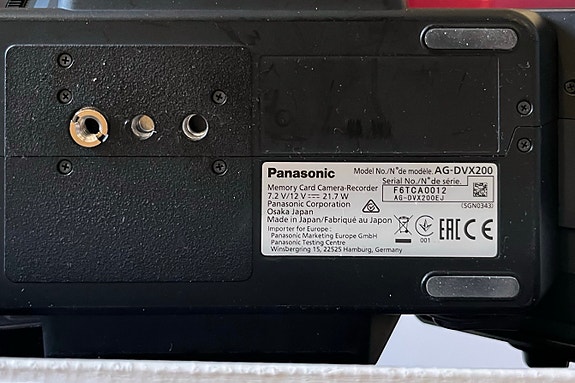 Panasonic Model No./N° de modèle. AG-DVX200
Serial No./N° de série.
Memory Card Camera-Recorder F6TCA0012
7.2 V/12 V ⎓ 21.7 W AG-DVX200EJ
Panasonic Corporation (SGN0343)
Osaka Japan
Made in Japan/Fabriqué au Japon
Importer for Europe :
Panasonic Marketing Europe GmbH
Panasonic Testing Centre
Winsbergring 15, 22525 Hamburg, Germany
001
EAC CE